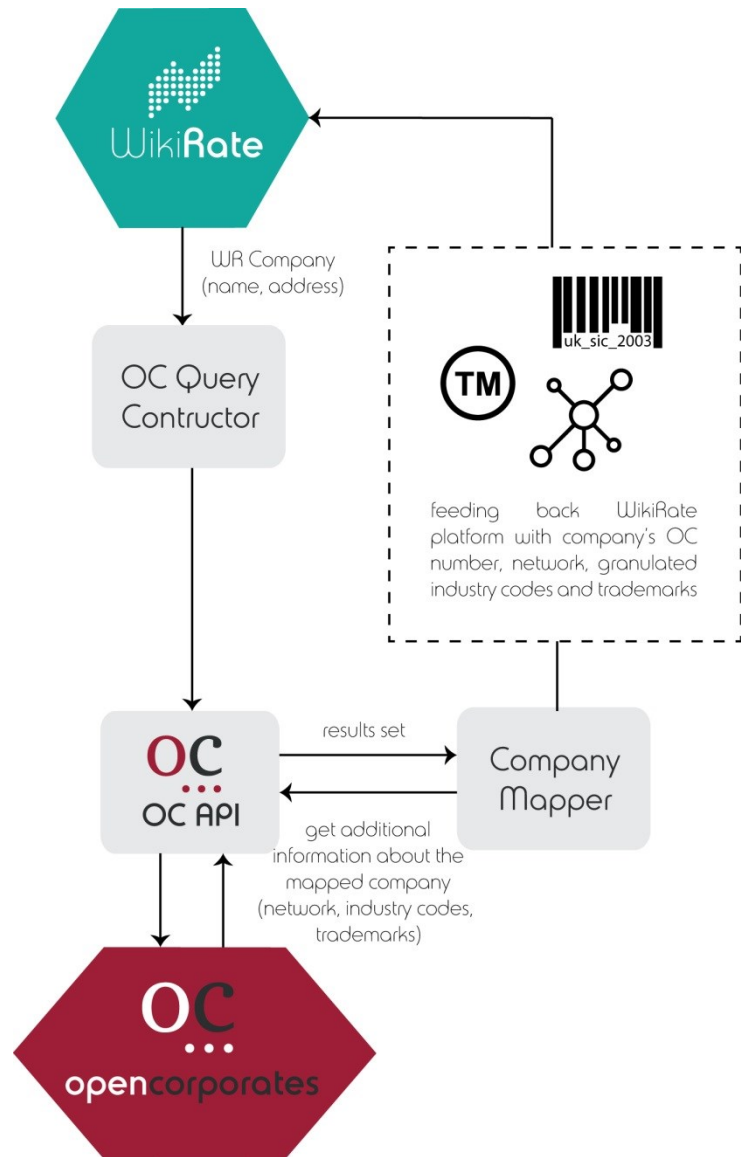 WikiRate
WR Company
(name, address)
OC Query
Contructor
uk_sic_2003
TM
feeding back WikiRate
platform with company's OC
number, network, granulated
industry codes and trademarks
oc
OC API
results set
Company
Mapper
get additional
information about the
mapped company
(network, industry codes,
trademarks)
oc
opencorporates